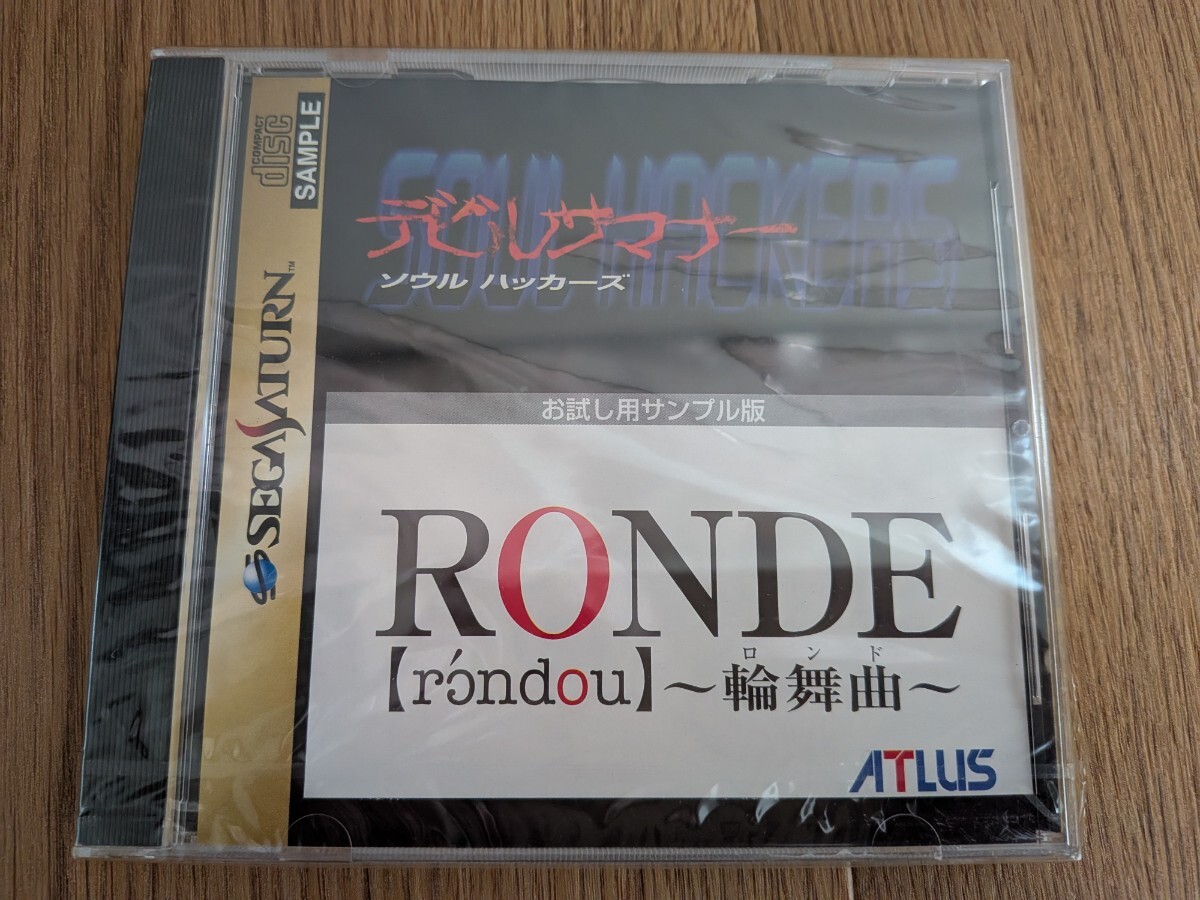 COMPACT
disc
SAMPLE
SEGA SATURN™
SOUL HACKERS
デビルサマナー
ソウル ハッカーズ
お試し用サンプル版
RONDE
【rɔ́ndou】～輪舞曲～
ロンド
ATLUS